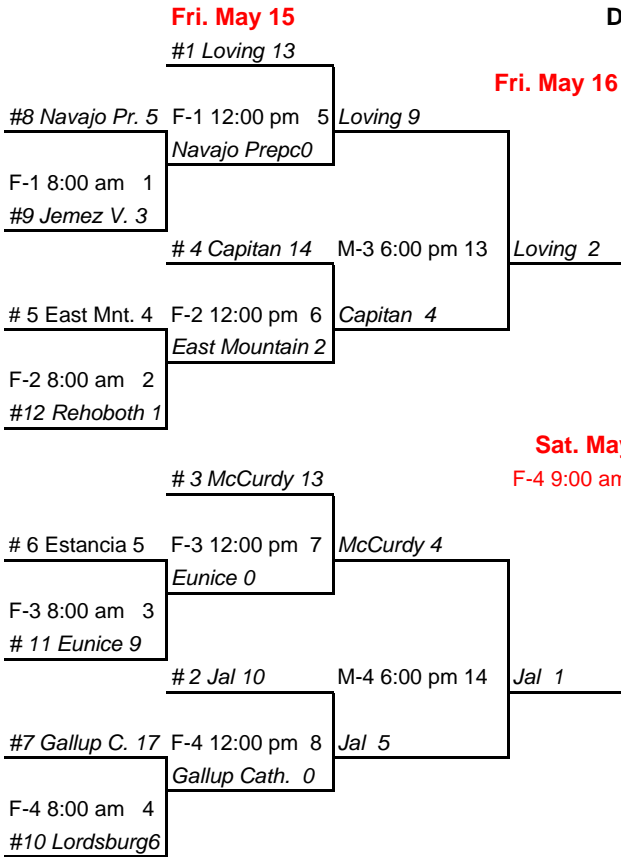 Fri. May 15
D
#1 Loving 13
Fri. May 16
#8 Navajo Pr. 5 F-1 12:00 pm 5 Loving 9
Navajo Prepc0
F-1 8:00 am 1
#9 Jemez V. 3
# 4 Capitan 14 M-3 6:00 pm 13 Loving 2
# 5 East Mnt. 4 F-2 12:00 pm 6 Capitan 4
East Mountain 2
F-2 8:00 am 2
#12 Rehoboth 1
Sat. May
# 3 McCurdy 13 F-4 9:00 am
# 6 Estancia 5 F-3 12:00 pm 7 McCurdy 4
Eunice 0
F-3 8:00 am 3
# 11 Eunice 9
# 2 Jal 10 M-4 6:00 pm 14 Jal 1
#7 Gallup C. 17 F-4 12:00 pm 8 Jal 5
Gallup Cath. 0
F-4 8:00 am 4
#10 Lordsburg6